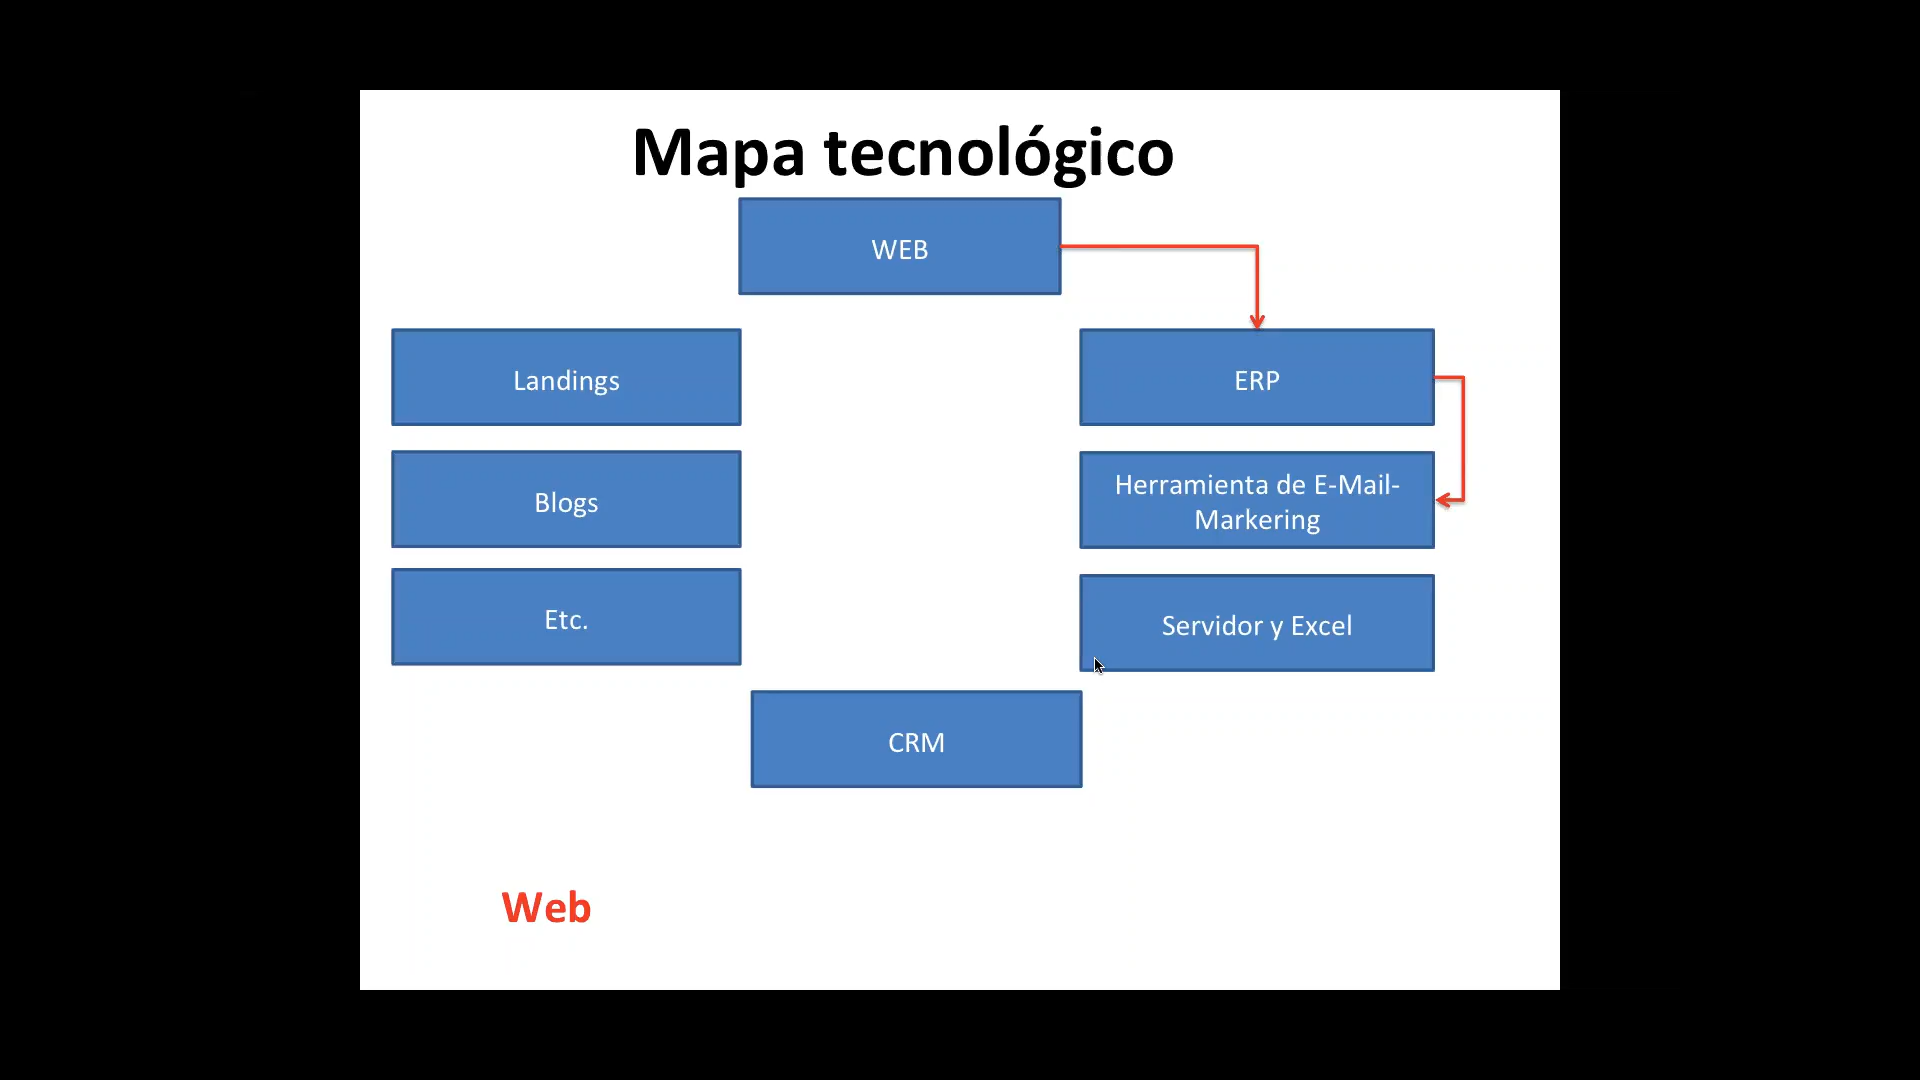 Mapa tecnológico
WEB
Landings
ERP
Blogs
Herramienta de E-Mail-
Markering
Etc.
Servidor y Excel
CRM
Web